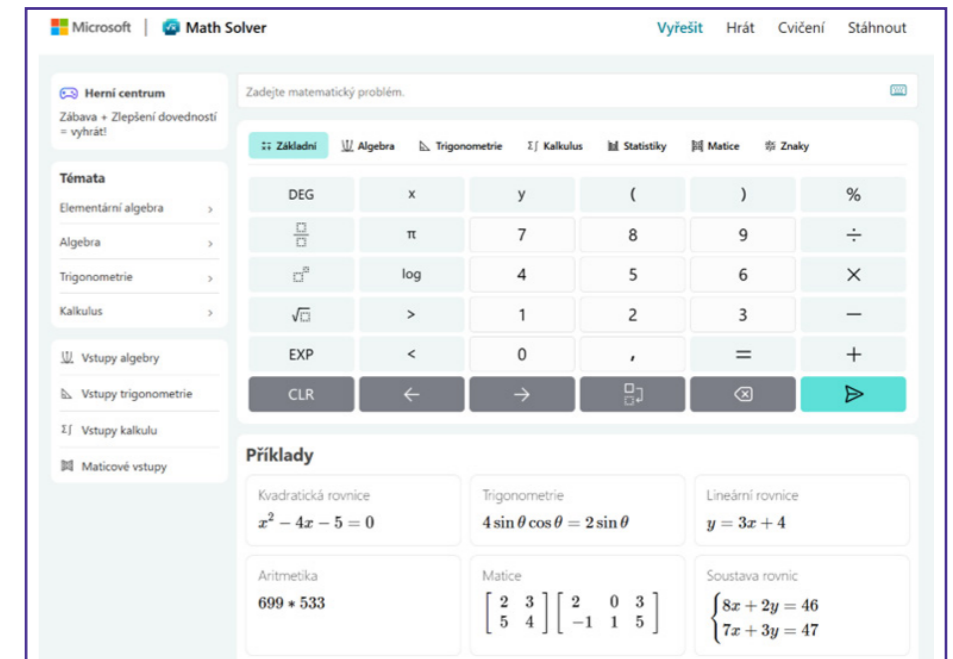 Microsoft | Math Solver
Vyřešit Hrát Cvičení Stáhnout
Herní centrum
Zábava + Zlepšení dovedností
= vyhrát!
Témata
Elementární algebra
Algebra
Trigonometrie
Kalkulus
Vstupy algebry
Vstupy trigonometrie
Σ∫ Vstupy kalkulu
Maticové vstupy
Zadejte matematický problém.
Základní Algebra Trigonometrie Σ∫ Kalkulus Statistiky Matice Znaky
DEG x y ( ) %
π 7 8 9 ÷
log 4 5 6 ×
√ > 1 2 3 −
EXP < 0 , = +
CLR ← →
Příklady
Kvadratická rovnice
x² − 4x − 5 = 0
Trigonometrie
4 sin θ cos θ = 2 sin θ
Lineární rovnice
y = 3x + 4
Aritmetika
699 ∗ 533
Matice
[ 2 3 ] [ 2 0 3 ]
[ 5 4 ] [ −1 1 5 ]
Soustava rovnic
{ 8x + 2y = 46
7x + 3y = 47